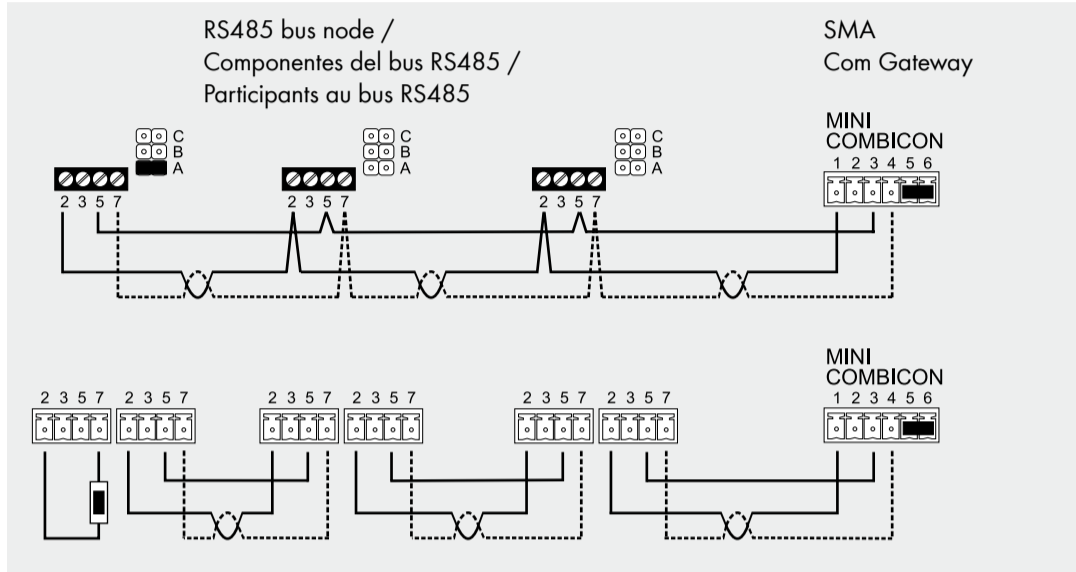 RS485 bus node /
Componentes del bus RS485 /
Participants au bus RS485
SMA
Com Gateway
C
B
A
C
B
A
C
B
A
MINI
COMBICON
1 2 3 4 5 6
2 3 5 7
2 3 5 7
2 3 5 7
MINI
COMBICON
1 2 3 4 5 6
2 3 5 7
2 3 5 7
2 3 5 7
2 3 5 7
2 3 5 7
2 3 5 7